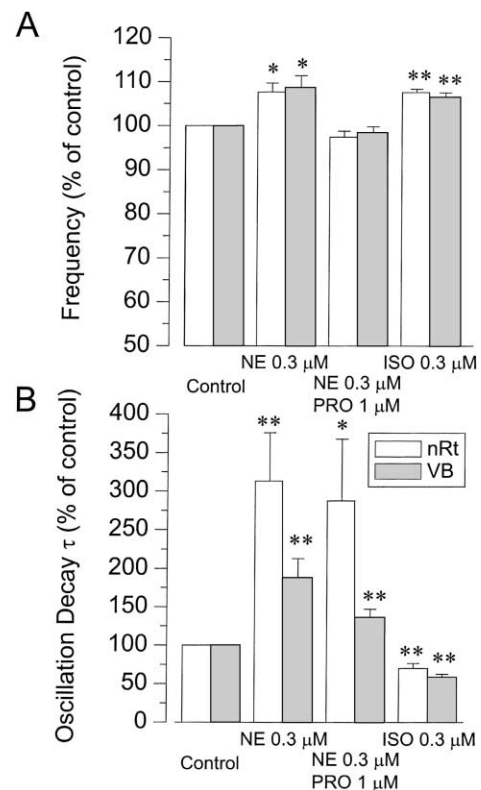 A
Frequency (% of control)
120
110
100
90
80
70
60
50
* *
** **
NE 0.3 μM
ISO 0.3 μM
Control
NE 0.3 μM
PRO 1 μM
B
Oscillation Decay τ (% of control)
400
350
300
250
200
150
100
50
0
**
**
*
**
** **
nRt
VB
NE 0.3 μM
ISO 0.3 μM
Control
NE 0.3 μM
PRO 1 μM